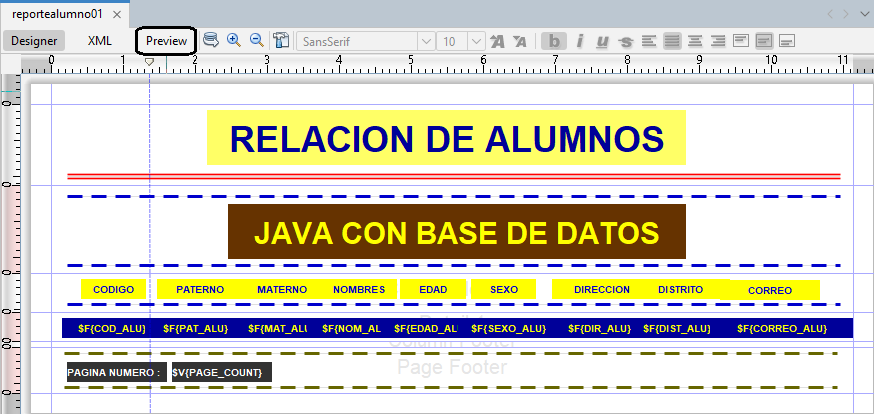 reportealumno01
Designer XML Preview SansSerif 10 b i u s
0 1 2 3 4 5 6 7 8 9 10 11
RELACION DE ALUMNOS
JAVA CON BASE DE DATOS
CODIGO PATERNO MATERNO NOMBRES EDAD SEXO DIRECCION DISTRITO CORREO
$F{COD_ALU} $F{PAT_ALU} $F{MAT_ALU $F{NOM_AL $F{EDAD_AL $F{SEXO_ALU} $F{DIR_ALU} $F{DIST_ALU} $F{CORREO_ALU}
Column Footer
Page Footer
PAGINA NUMERO : $V{PAGE_COUNT}